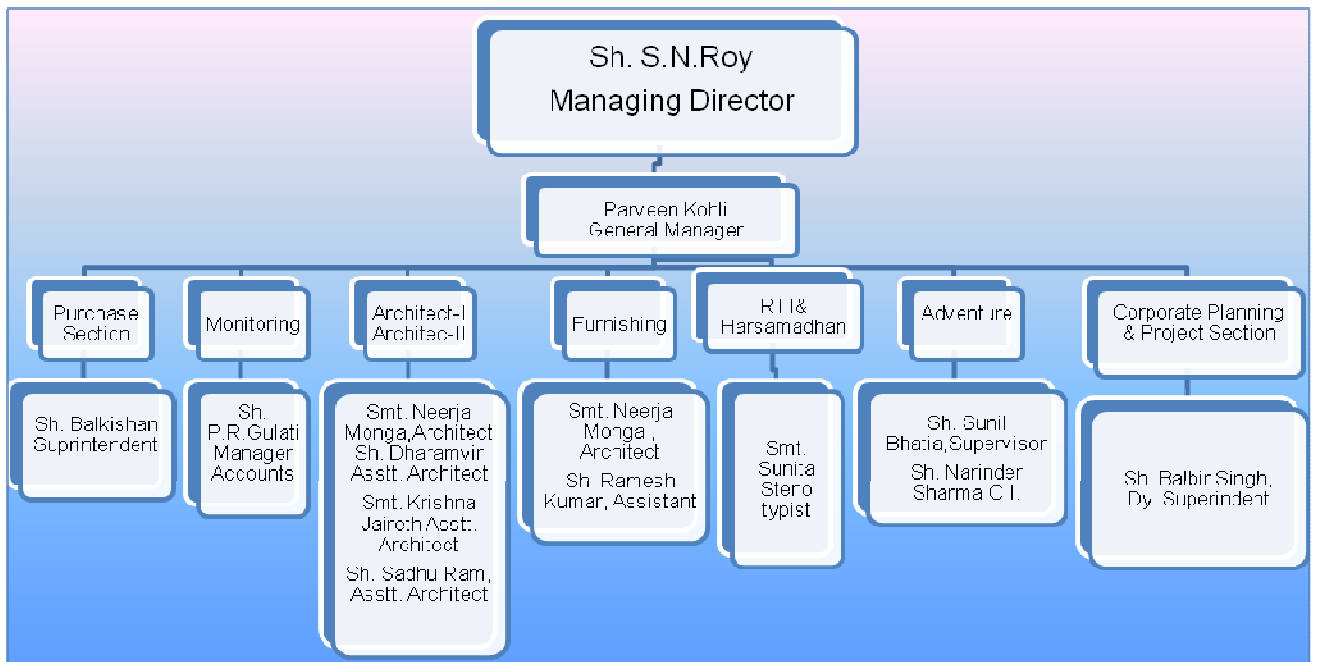 Sh. S.N.Roy
Managing Director
Parveen Kohli
General Manager
Purchase
Section
Monitoring
Architect-I
Architec-II
Furnishing
RTI&
Harsamadhan
Adventure
Corporate Planning
& Project Section
Sh. Balkishan
Suprintendent
Sh.
P.R.Gulati
Manager
Accounts
Smt. Neerja
Monga,Architect
Sh. Dharamvir
Asstt. Architect
Smt. Krishna
Jairoth Asstt.
Architect
Sh. Sadhu Ram,
Asstt. Architect
Smt. Neerja
Monga ,
Architect
Sh. Ramesh
Kumar, Assistant
Smt.
Sunita
Steno
typist
Sh. Sunil
Bhatia,Supervisor
Sh. Narinder
Sharma
Sh. Balbir Singh,
Dy. Superindent